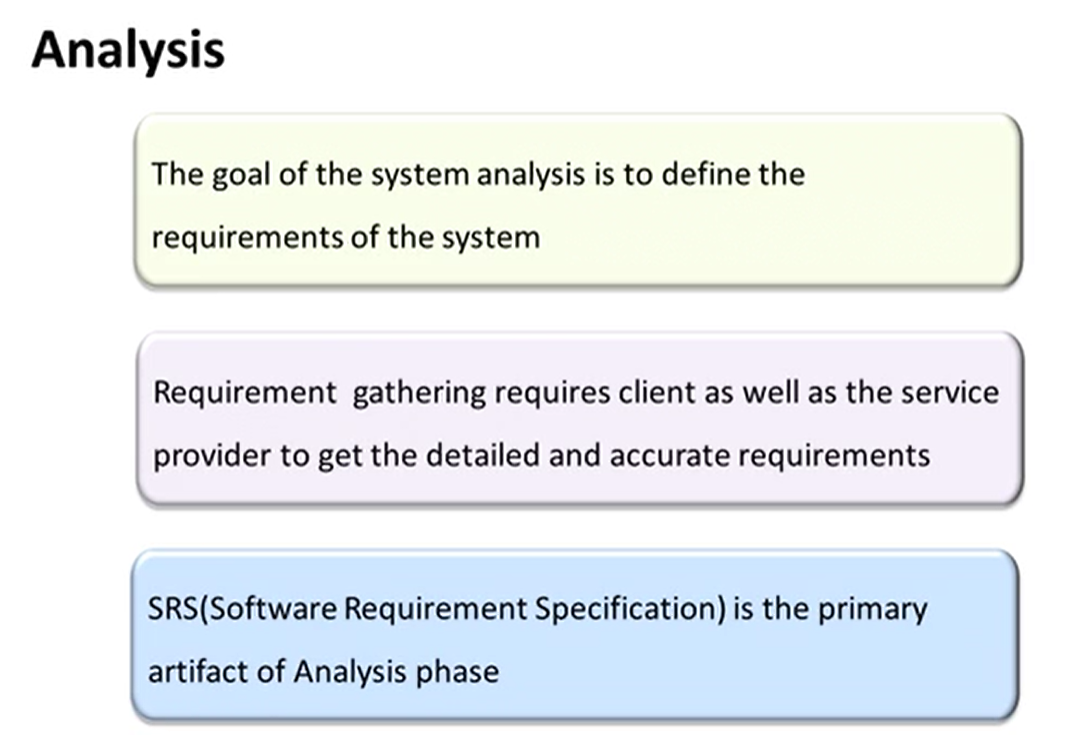 Analysis
The goal of the system analysis is to define the
requirements of the system
Requirement  gathering requires client as well as the service
provider to get the detailed and accurate requirements
SRS(Software Requirement Specification) is the primary
artifact of Analysis phase